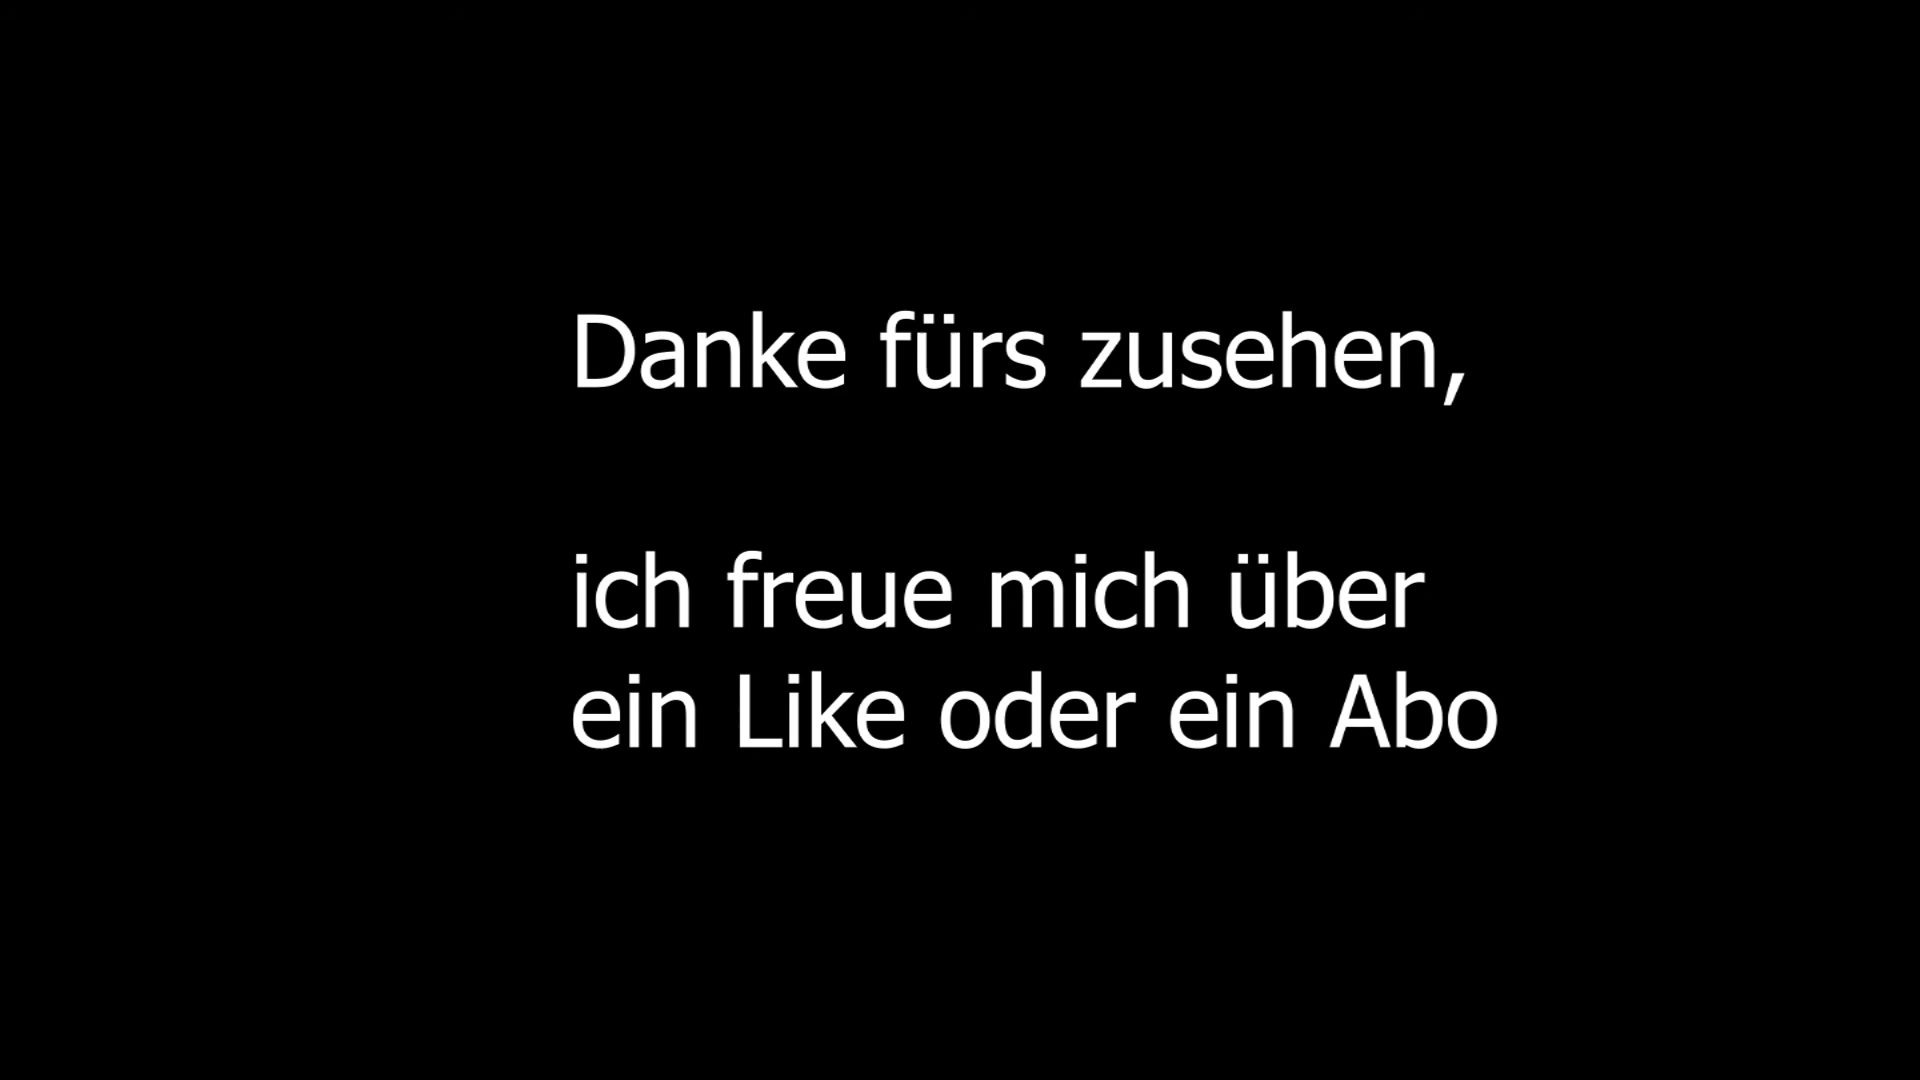 Danke fürs zusehen,
ich freue mich über
ein Like oder ein Abo